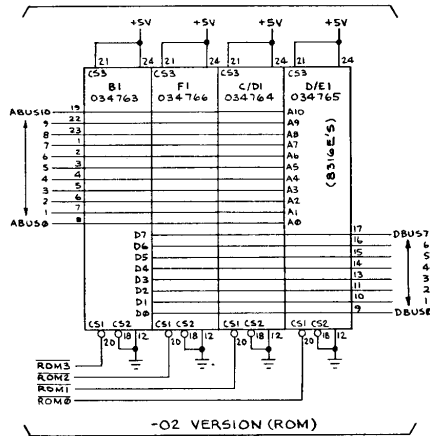 +5V +5V +5V +5V
21 24 21 24 21 24 21 24
CS3 CS3 CS3 CS3
B1 F1 C/D1 D/E1
034763 034766 034764 034765
(8316E'S)
ABUS10 19 A10
9 22 A9
8 23 A8
7 1 A7
6 2 A6
5 3 A5
4 4 A4
3 5 A3
2 6 A2
1 7 A1
ABUS0 8 A0
D7 17 DBUS7
D6 16 6
D5 15 5
D4 14 4
D3 13 3
D2 11 2
D1 10 1
D0 9 DBUS0
CS1 CS2 CS1 CS2 CS1 CS2 CS1 CS2
20 18 12 20 18 12 20 18 12 20 18 12
ROM3
ROM2
ROM1
ROM0
-02 VERSION (ROM)